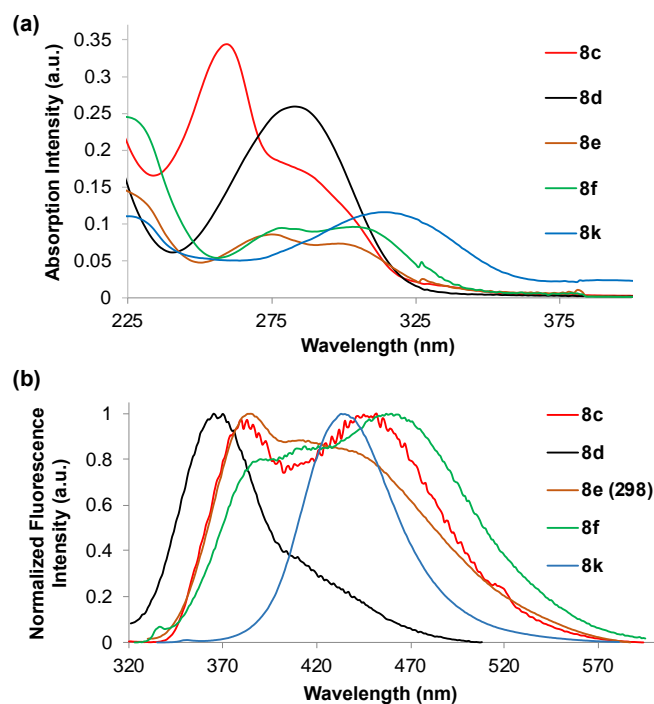 (a)
Absorption Intensity (a.u.)
0.35
0.3
0.25
0.2
0.15
0.1
0.05
0
225
275
325
375
Wavelength (nm)
8c
8d
8e
8f
8k
(b)
Normalized Fluorescence
Intensity (a.u.)
1
0.8
0.6
0.4
0.2
0
320
370
420
470
520
570
Wavelength (nm)
8c
8d
8e (298)
8f
8k